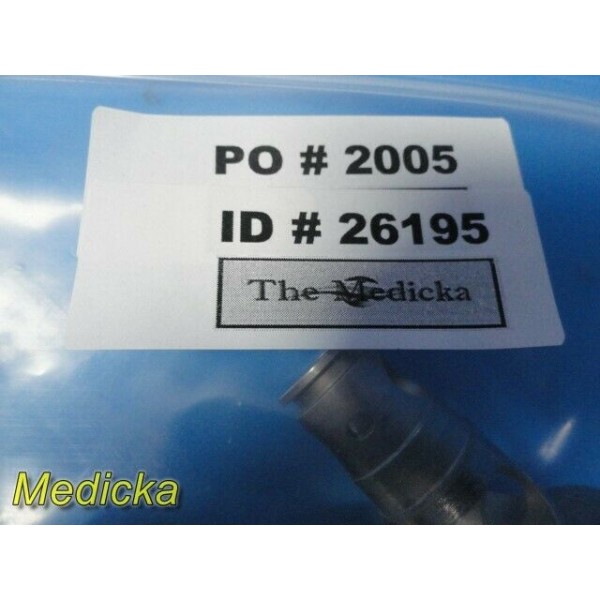 PO # 2005
ID # 26195
The Medicka
Medicka